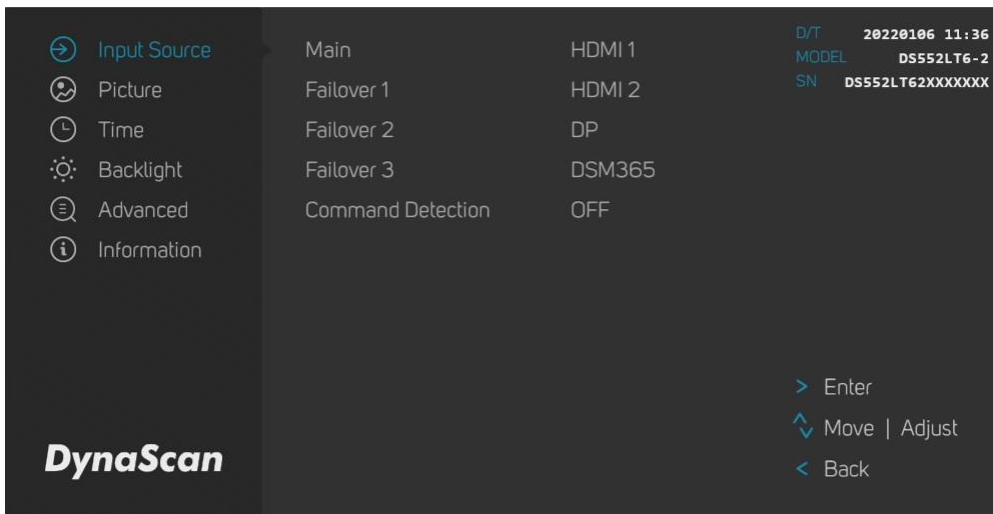 Input Source
Picture
Time
Backlight
Advanced
Information
DynaScan
Main HDMI 1
Failover 1 HDMI 2
Failover 2 DP
Failover 3 DSM365
Command Detection OFF
D/T 20220106 11:36
MODEL DS552LT6-2
SN DS552LT62XXXXXXX
> Enter
Move | Adjust
< Back